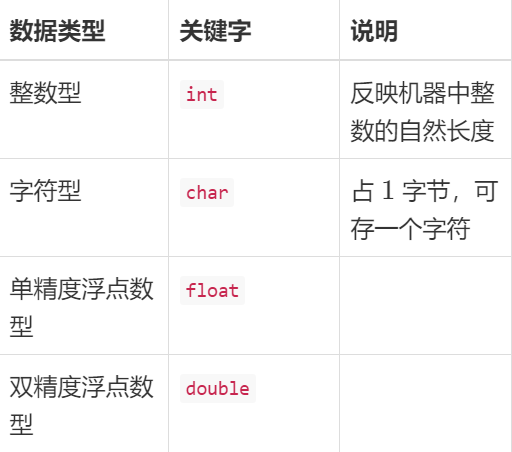 数据类型 关键字 说明
整数型 int 反映机器中整
数的自然长度
字符型 char 占 1 字节，可
存一个字符
单精度浮点数 float
型
双精度浮点数 double
型